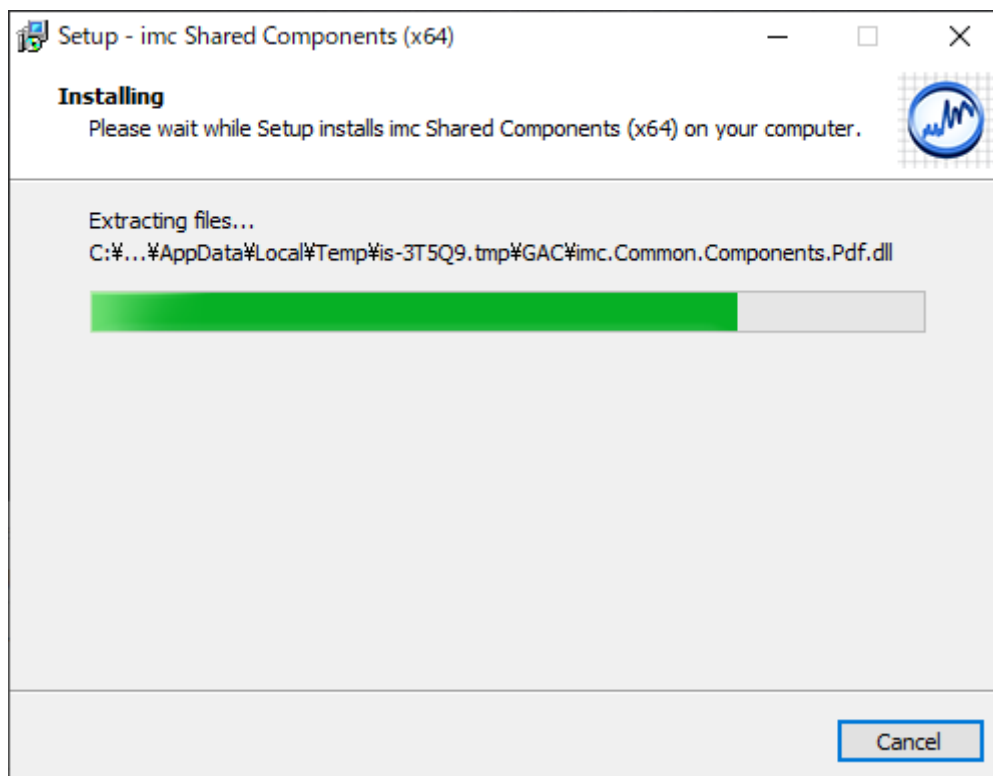 Setup - imc Shared Components (x64)
Installing
Please wait while Setup installs imc Shared Components (x64) on your computer.
Extracting files...
C:¥...¥AppData¥Local¥Temp¥is-3T5Q9.tmp¥GAC¥imc.Common.Components.Pdf.dll
Cancel